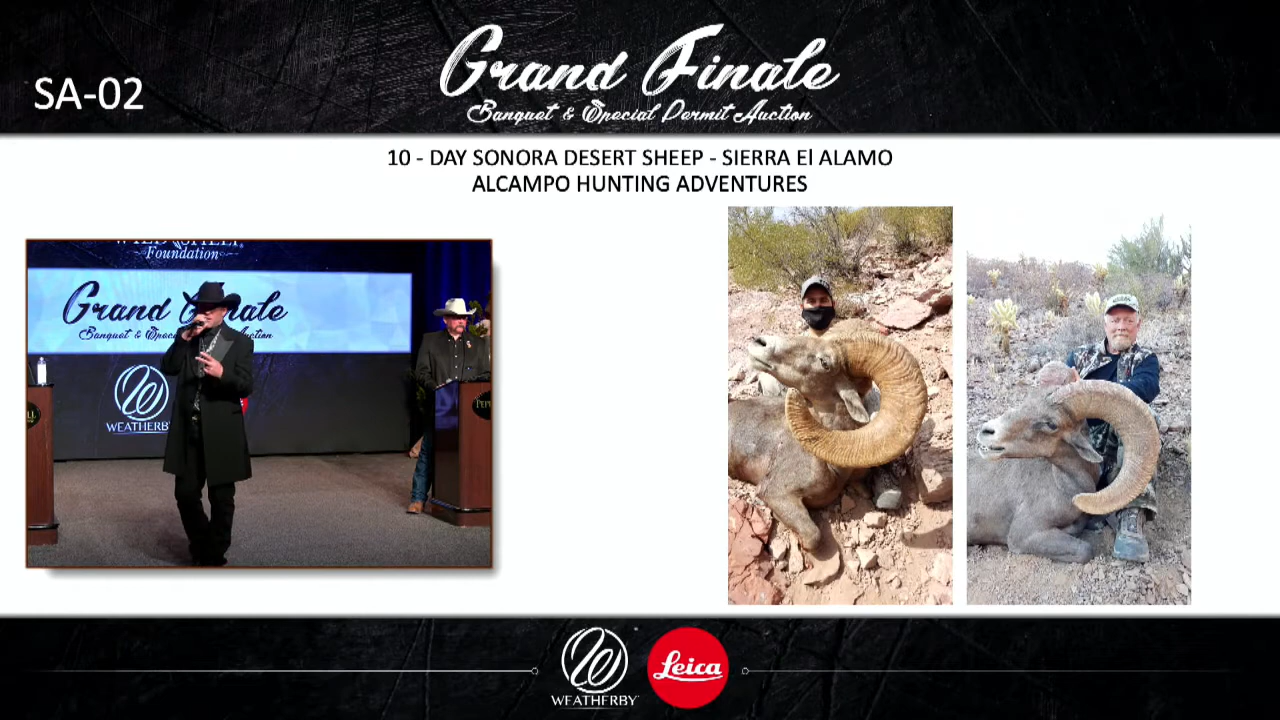 SA-02
Grand Finale
Banquet & Special Permit Auction
10 - DAY SONORA DESERT SHEEP - SIERRA El ALAMO
ALCAMPO HUNTING ADVENTURES
Foundation
Grand Finale
Banquet &
WEATHERBY
WEATHERBY
Leica